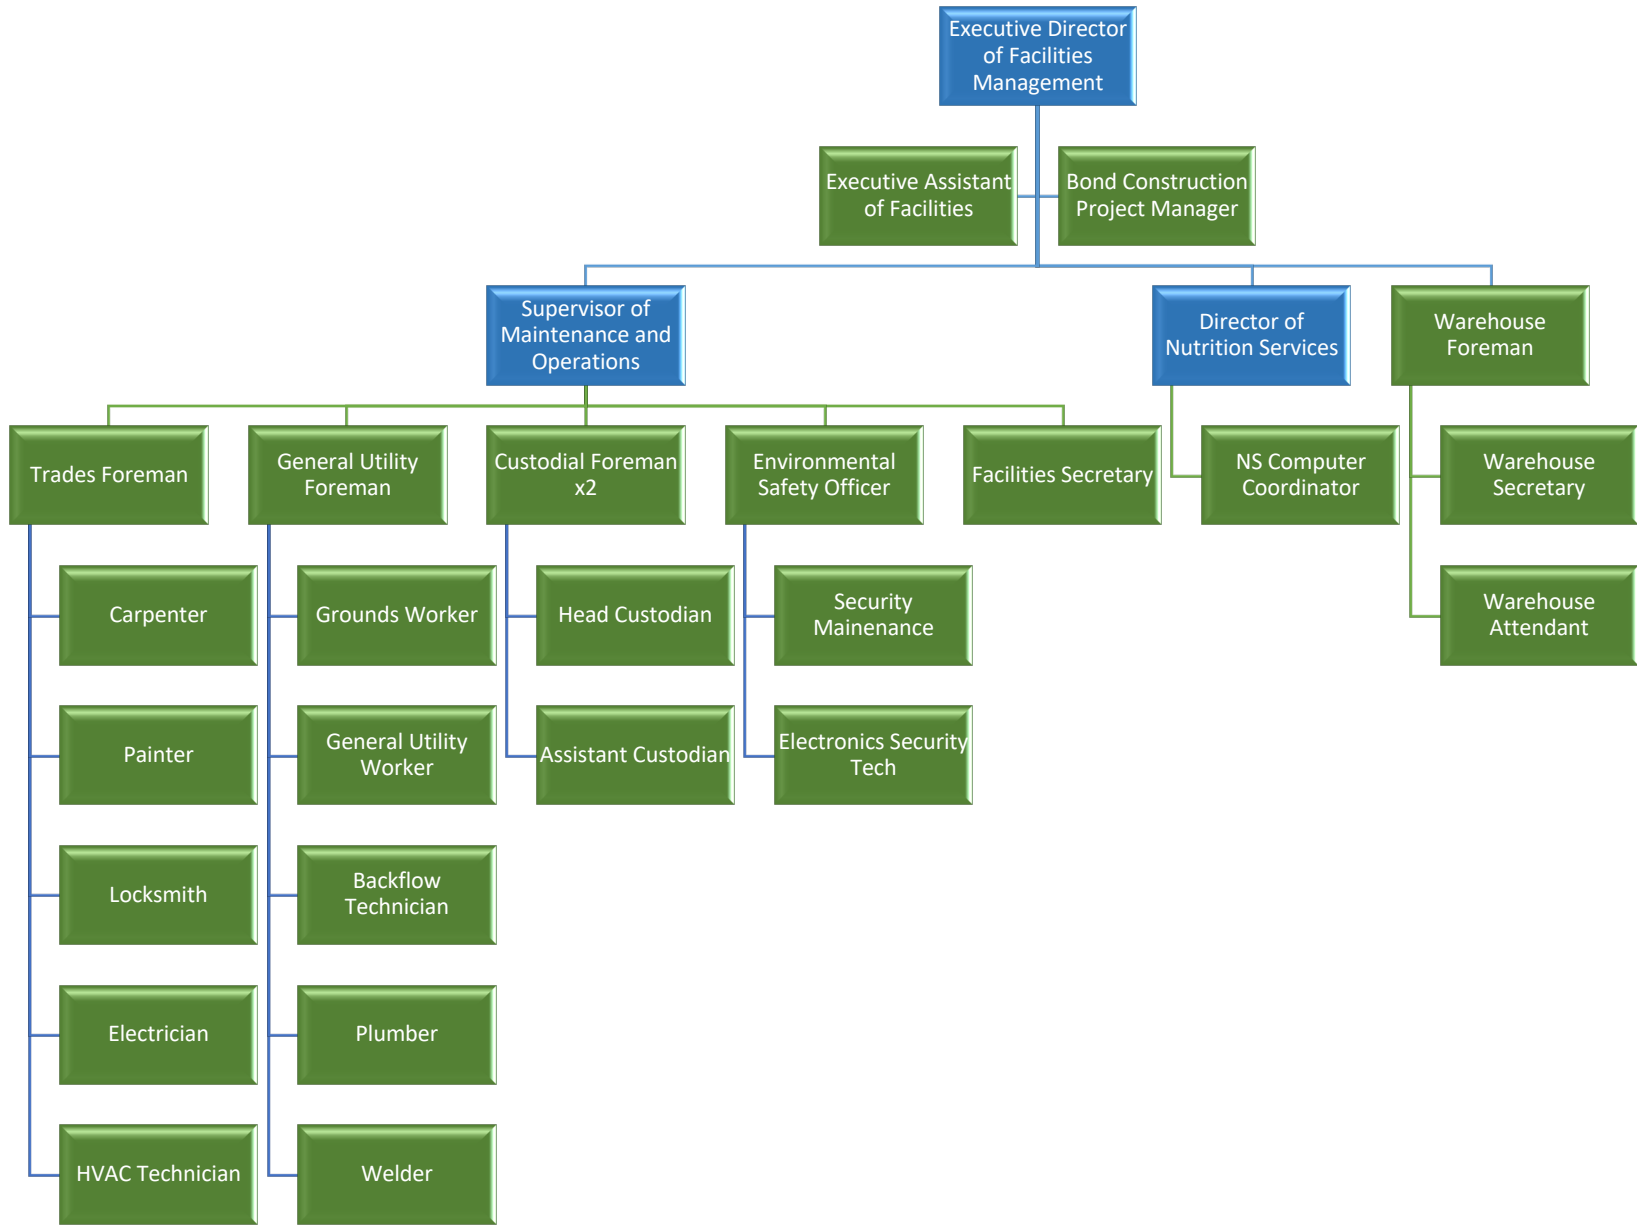 Executive Director
of Facilities
Management
Executive Assistant
of Facilities
Bond Construction
Project Manager
Supervisor of
Maintenance and
Operations
Director of
Nutrition Services
Warehouse
Foreman
Trades Foreman
General Utility
Foreman
Custodial Foreman
x2
Environmental
Safety Officer
Facilities Secretary
NS Computer
Coordinator
Warehouse
Secretary
Carpenter
Grounds Worker
Head Custodian
Security
Mainenance
Warehouse
Attendant
Painter
General Utility
Worker
Assistant Custodian
Electronics Security
Tech
Locksmith
Backflow
Technician
Electrician
Plumber
HVAC Technician
Welder